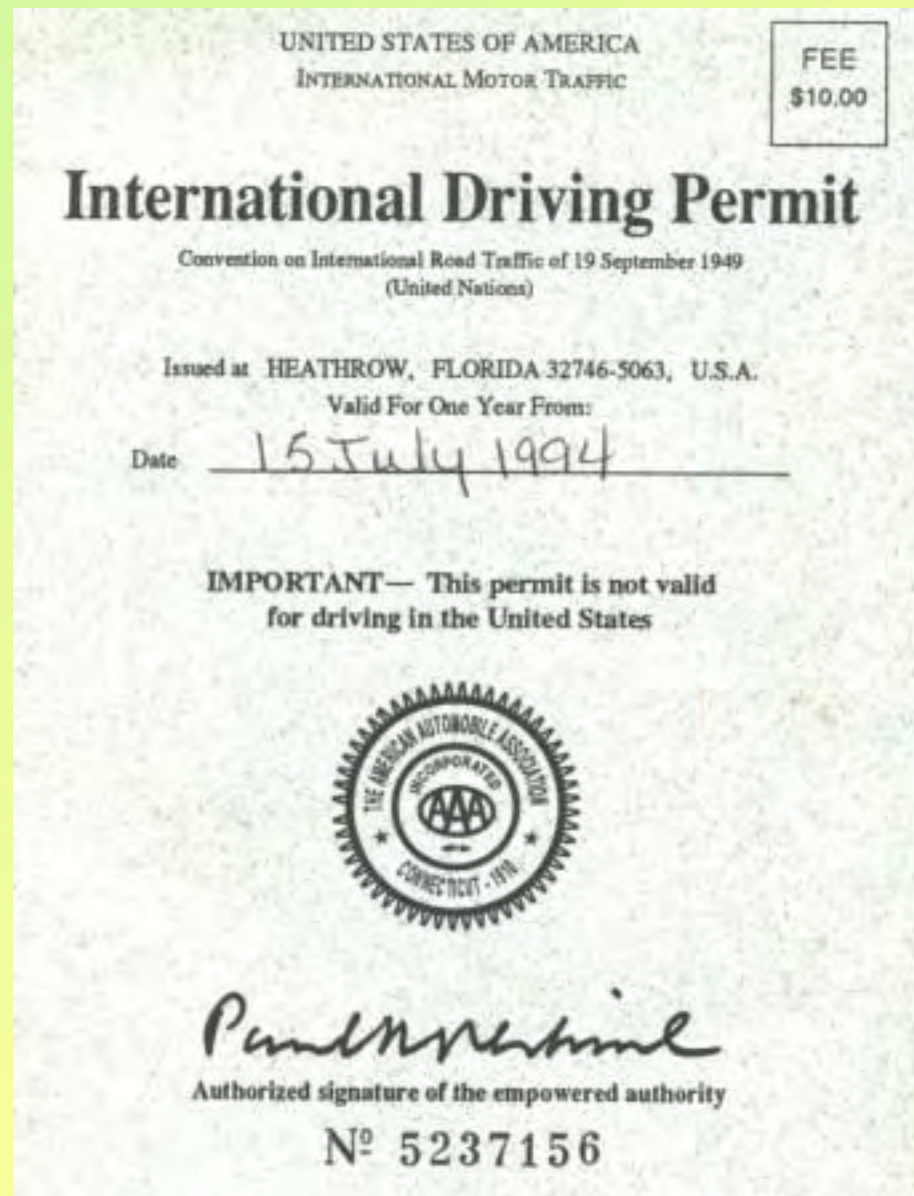 UNITED STATES OF AMERICA
INTERNATIONAL MOTOR TRAFFIC
FEE
$10.00
International Driving Permit
Convention on International Road Traffic of 19 September 1949
(United Nations)
Issued at HEATHROW, FLORIDA 32746-5063, U.S.A.
Valid For One Year From:
Date 15 July 1994
IMPORTANT— This permit is not valid
for driving in the United States
THE AMERICAN AUTOMOBILE ASSOCIATION
INCORPORATED
AAA
CONNECTICUT - 1910
Authorized signature of the empowered authority
Nº 5237156